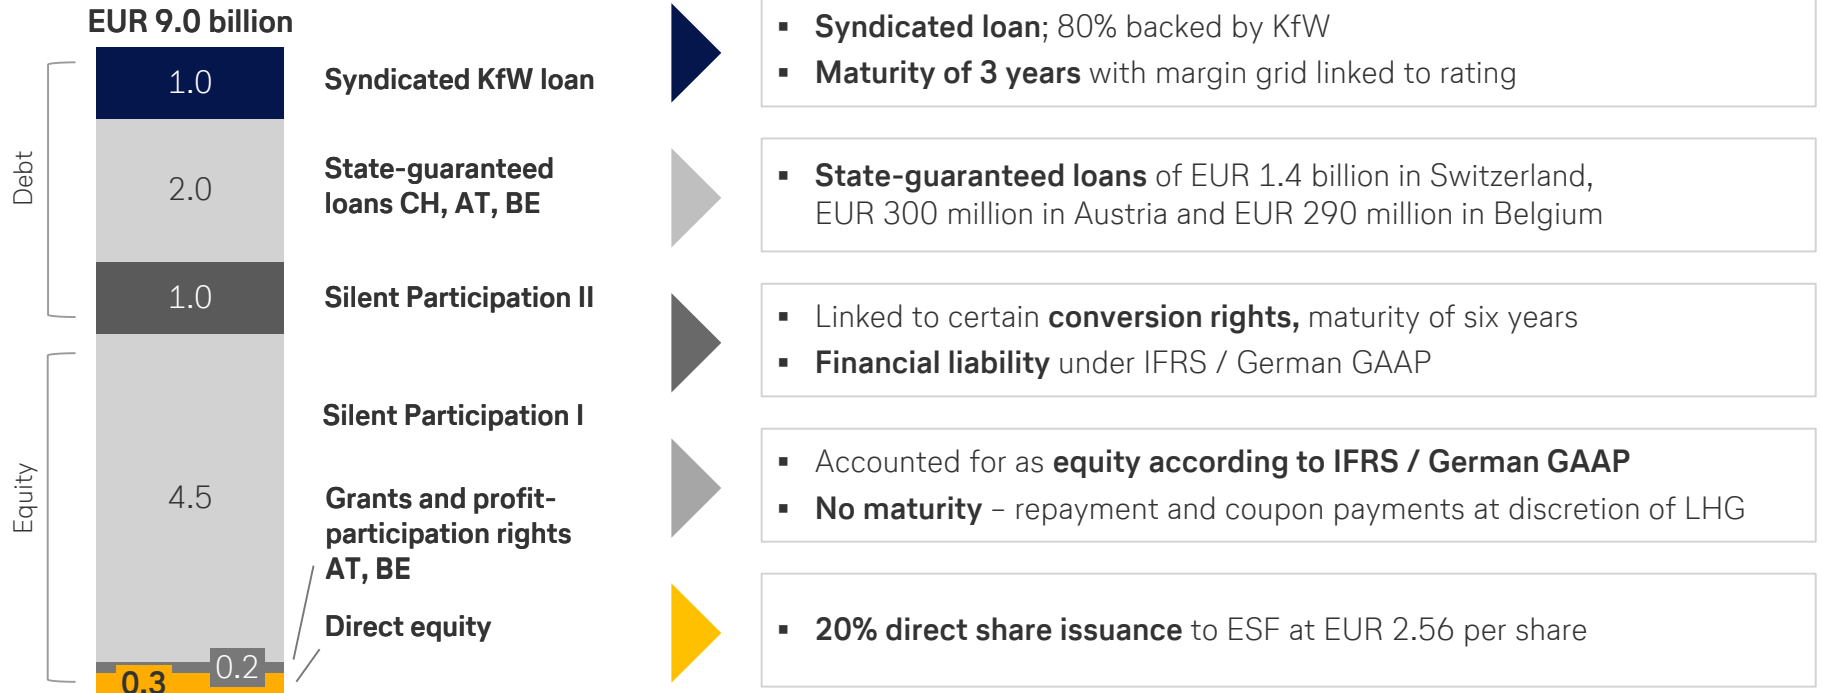 EUR 9.0 billion
Debt
1.0
Syndicated KfW loan
▪ Syndicated loan; 80% backed by KfW
▪ Maturity of 3 years with margin grid linked to rating
2.0
State-guaranteed
loans CH, AT, BE
▪ State-guaranteed loans of EUR 1.4 billion in Switzerland,
EUR 300 million in Austria and EUR 290 million in Belgium
1.0
Silent Participation II
▪ Linked to certain conversion rights, maturity of six years
▪ Financial liability under IFRS / German GAAP
Equity
4.5
Silent Participation I
▪ Accounted for as equity according to IFRS / German GAAP
▪ No maturity – repayment and coupon payments at discretion of LHG
Grants and profit-
participation rights
AT, BE
0.2
Direct equity
0.3
▪ 20% direct share issuance to ESF at EUR 2.56 per share